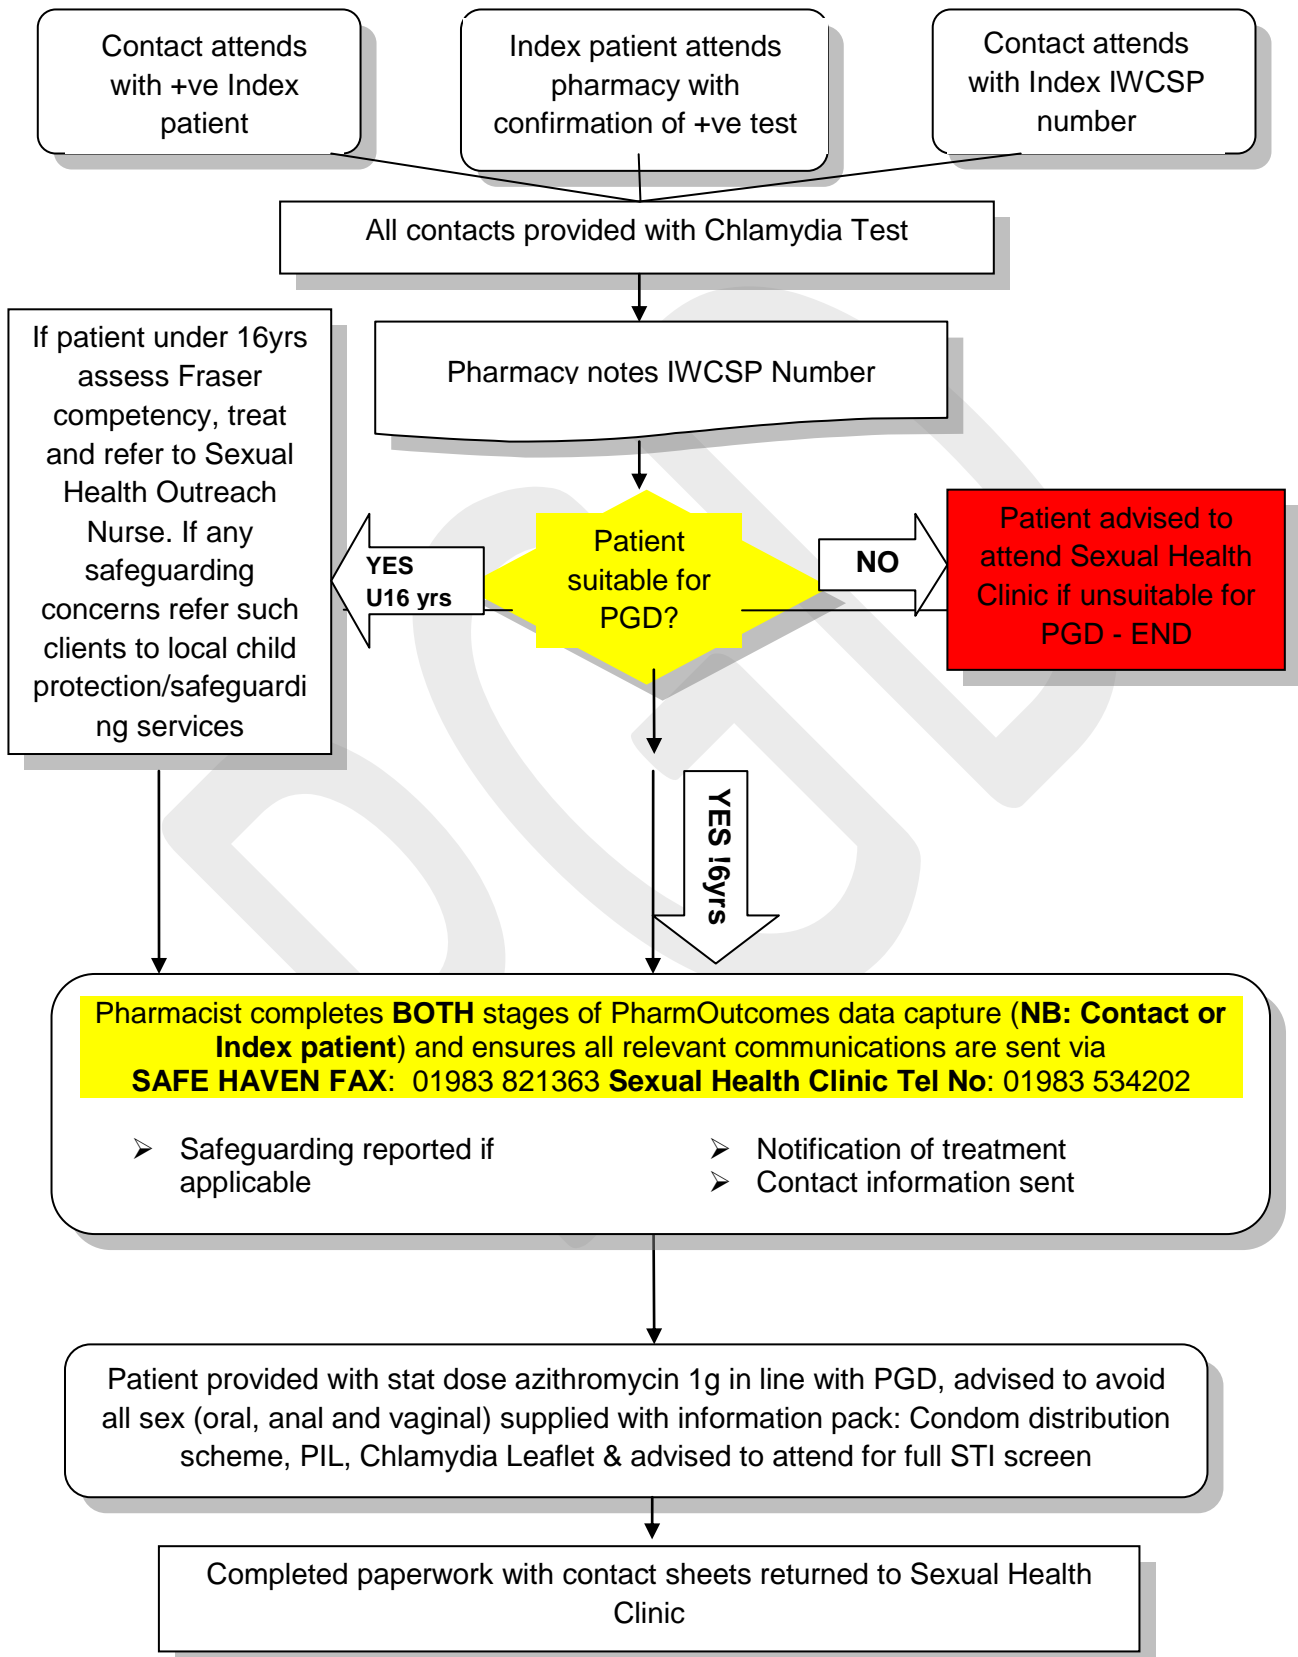 Contact attends
with +ve Index
patient
Index patient attends
pharmacy with
confirmation of +ve test
Contact attends
with Index IWCSP
number
All contacts provided with Chlamydia Test
Pharmacy notes IWCSP Number
If patient under 16yrs
assess Fraser
competency, treat
and refer to Sexual
Health Outreach
Nurse. If any
safeguarding
concerns refer such
clients to local child
protection/safeguardi
ng services
YES
U16 yrs
Patient
suitable for
PGD?
NO
Patient advised to
attend Sexual Health
Clinic if unsuitable for
PGD - END
YES !6yrs
Pharmacist completes BOTH stages of PharmOutcomes data capture (NB: Contact or
Index patient) and ensures all relevant communications are sent via
SAFE HAVEN FAX: 01983 821363 Sexual Health Clinic Tel No: 01983 534202
➢ Safeguarding reported if
applicable
➢ Notification of treatment
➢ Contact information sent
Patient provided with stat dose azithromycin 1g in line with PGD, advised to avoid
all sex (oral, anal and vaginal) supplied with information pack: Condom distribution
scheme, PIL, Chlamydia Leaflet & advised to attend for full STI screen
Completed paperwork with contact sheets returned to Sexual Health
Clinic
PGD